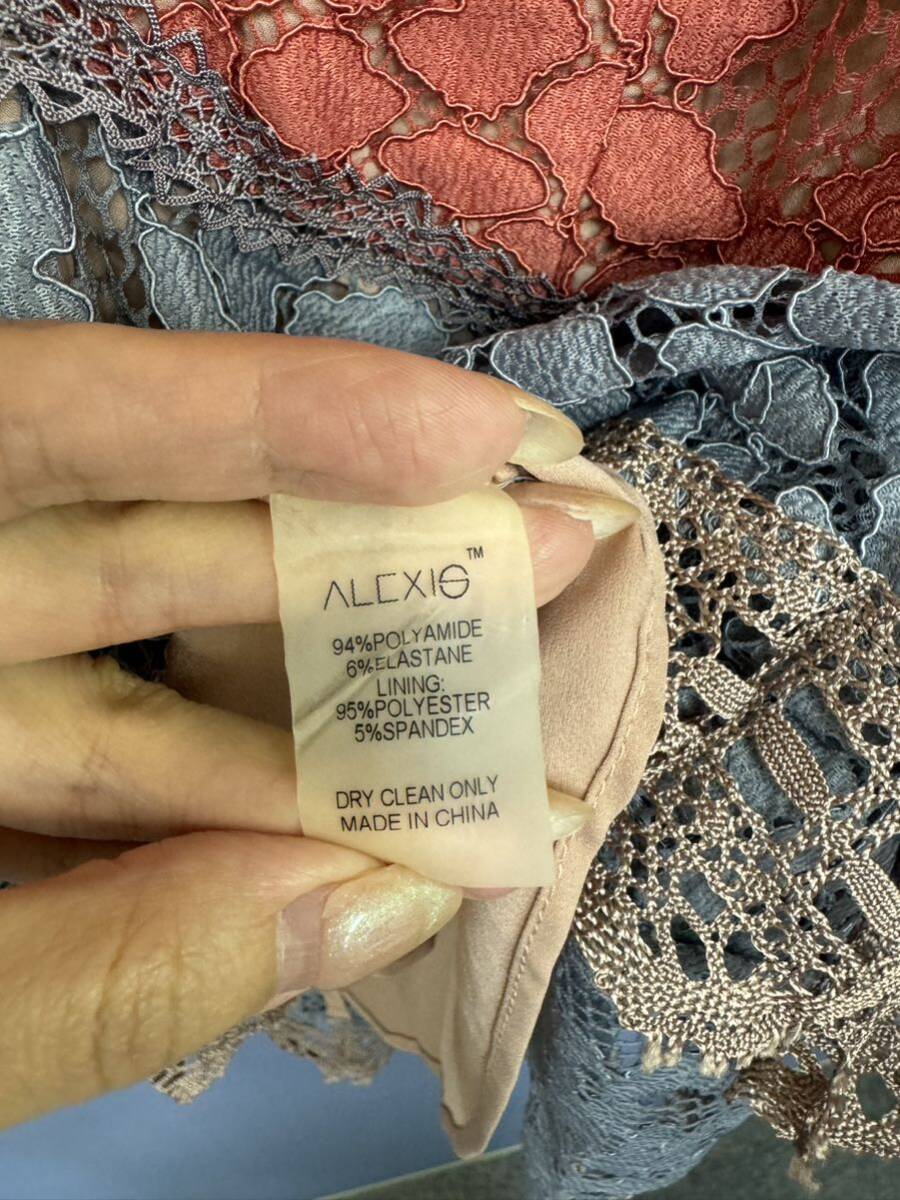 ALEXIS™
94%POLYAMIDE
6%ELASTANE
LINING:
95%POLYESTER
5%SPANDEX
DRY CLEAN ONLY
MADE IN CHINA